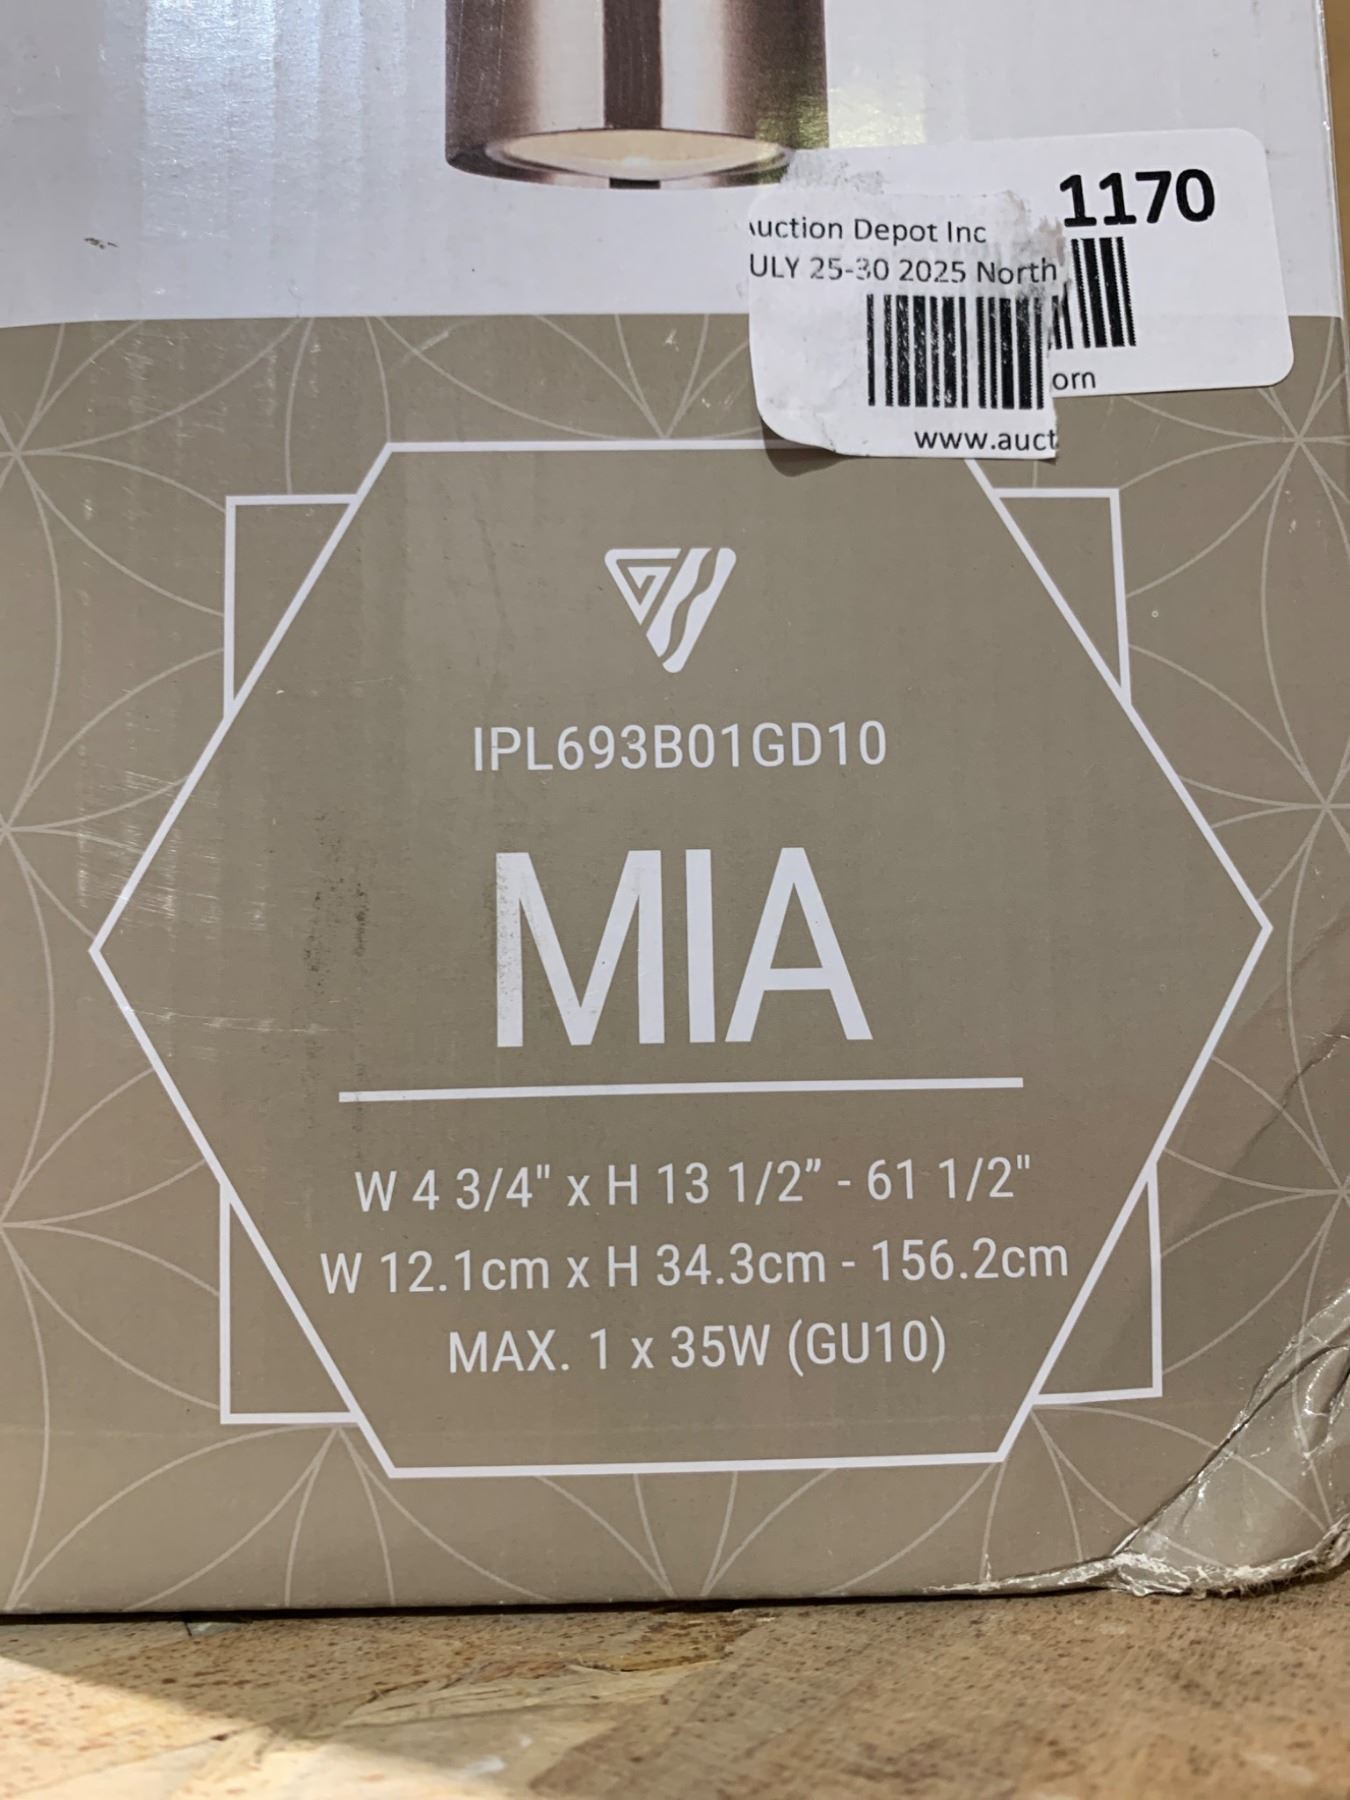 1170
uction Depot Inc
ULY 25-30 2025 North
orn
www.auct
IPL693B01GD10
MIA
W 4 3/4" x H 13 1/2” - 61 1/2"
W 12.1cm x H 34.3cm - 156.2cm
MAX. 1 x 35W (GU10)